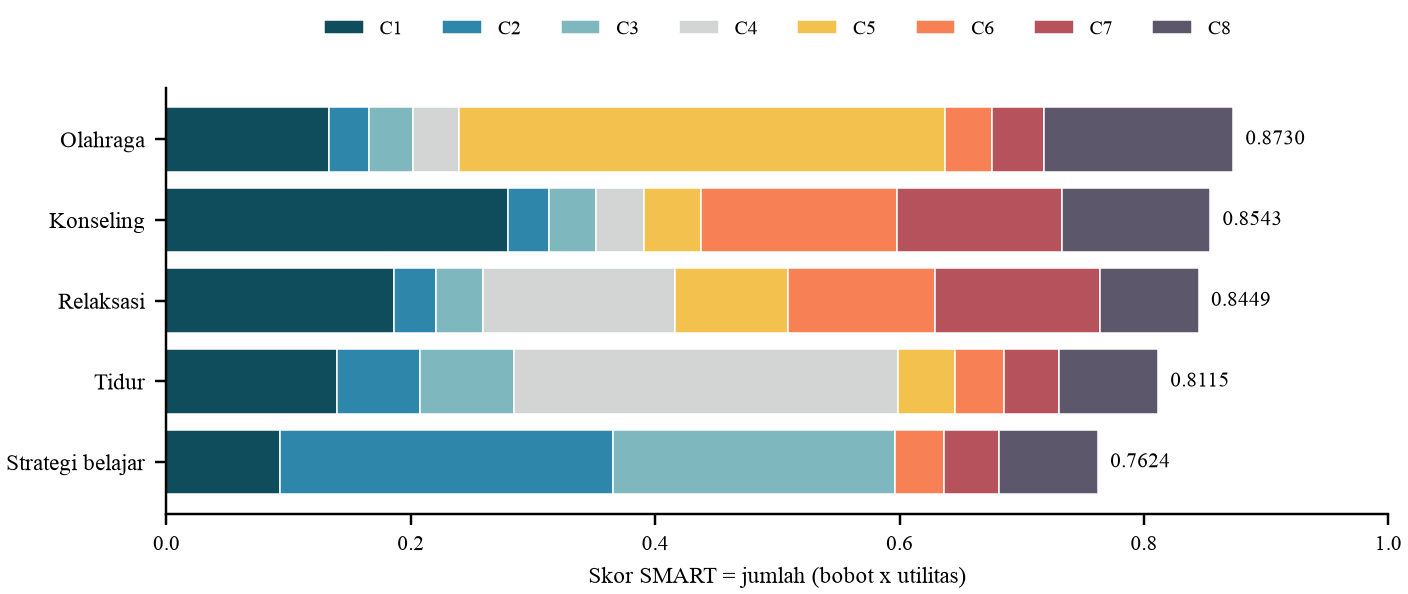 C1 C2 C3 C4 C5 C6 C7 C8
Olahraga 0.8730
Konseling 0.8543
Relaksasi 0.8449
Tidur 0.8115
Strategi belajar 0.7624
0.0 0.2 0.4 0.6 0.8 1.0
Skor SMART = jumlah (bobot x utilitas)